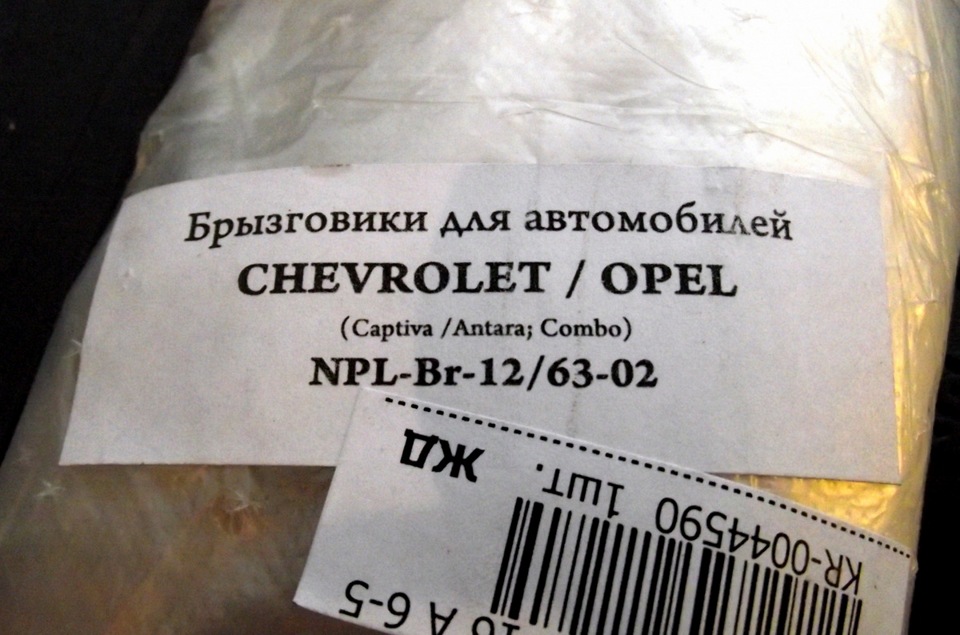 Брызговики для автомобилей
CHEVROLET / OPEL
(Captiva /Antara; Combo)
NPL-Br-12/63-02
ЖД
KR-0044590 1шт.
A 6-5